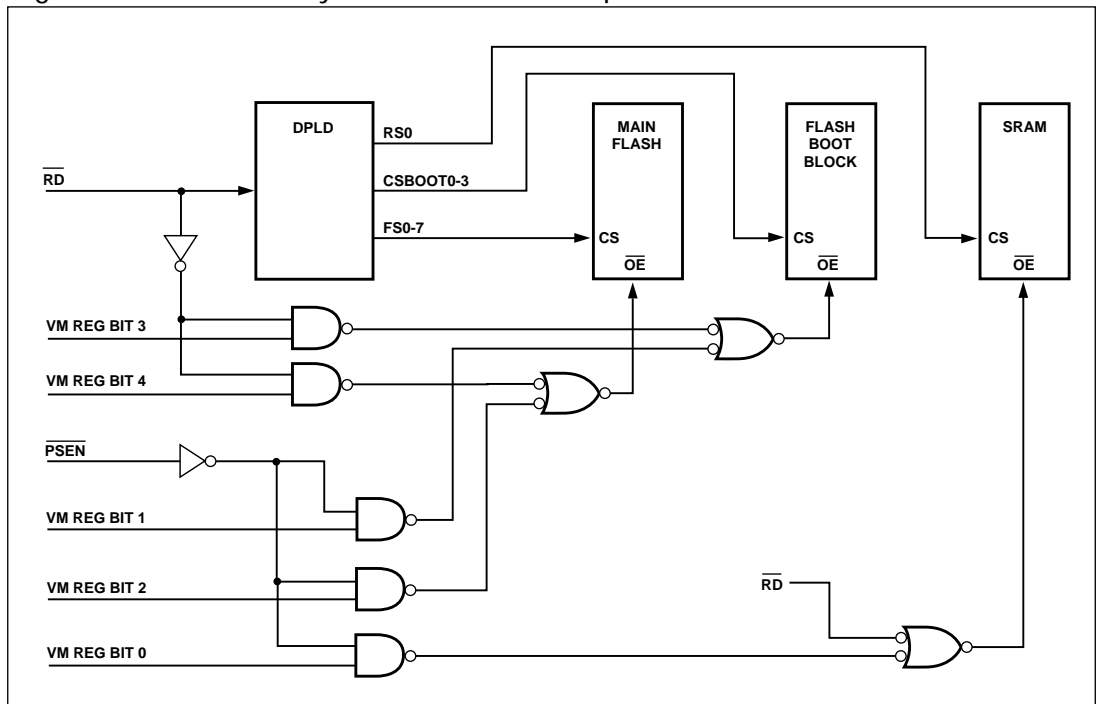 DPLD
RS0
CSBOOT0-3
FS0-7
MAIN
FLASH
CS
OE
FLASH
BOOT
BLOCK
CS
OE
SRAM
CS
OE
RD
VM REG BIT 3
VM REG BIT 4
PSEN
VM REG BIT 1
VM REG BIT 2
RD
VM REG BIT 0